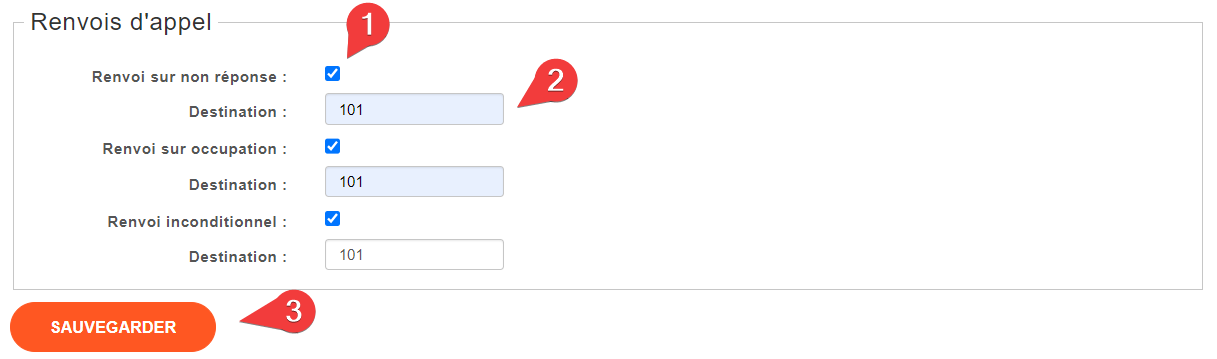 Renvois d'appel
1
Renvoi sur non réponse :
2
Destination : 101
Renvoi sur occupation :
Destination : 101
Renvoi inconditionnel :
Destination : 101
SAUVEGARDER
3